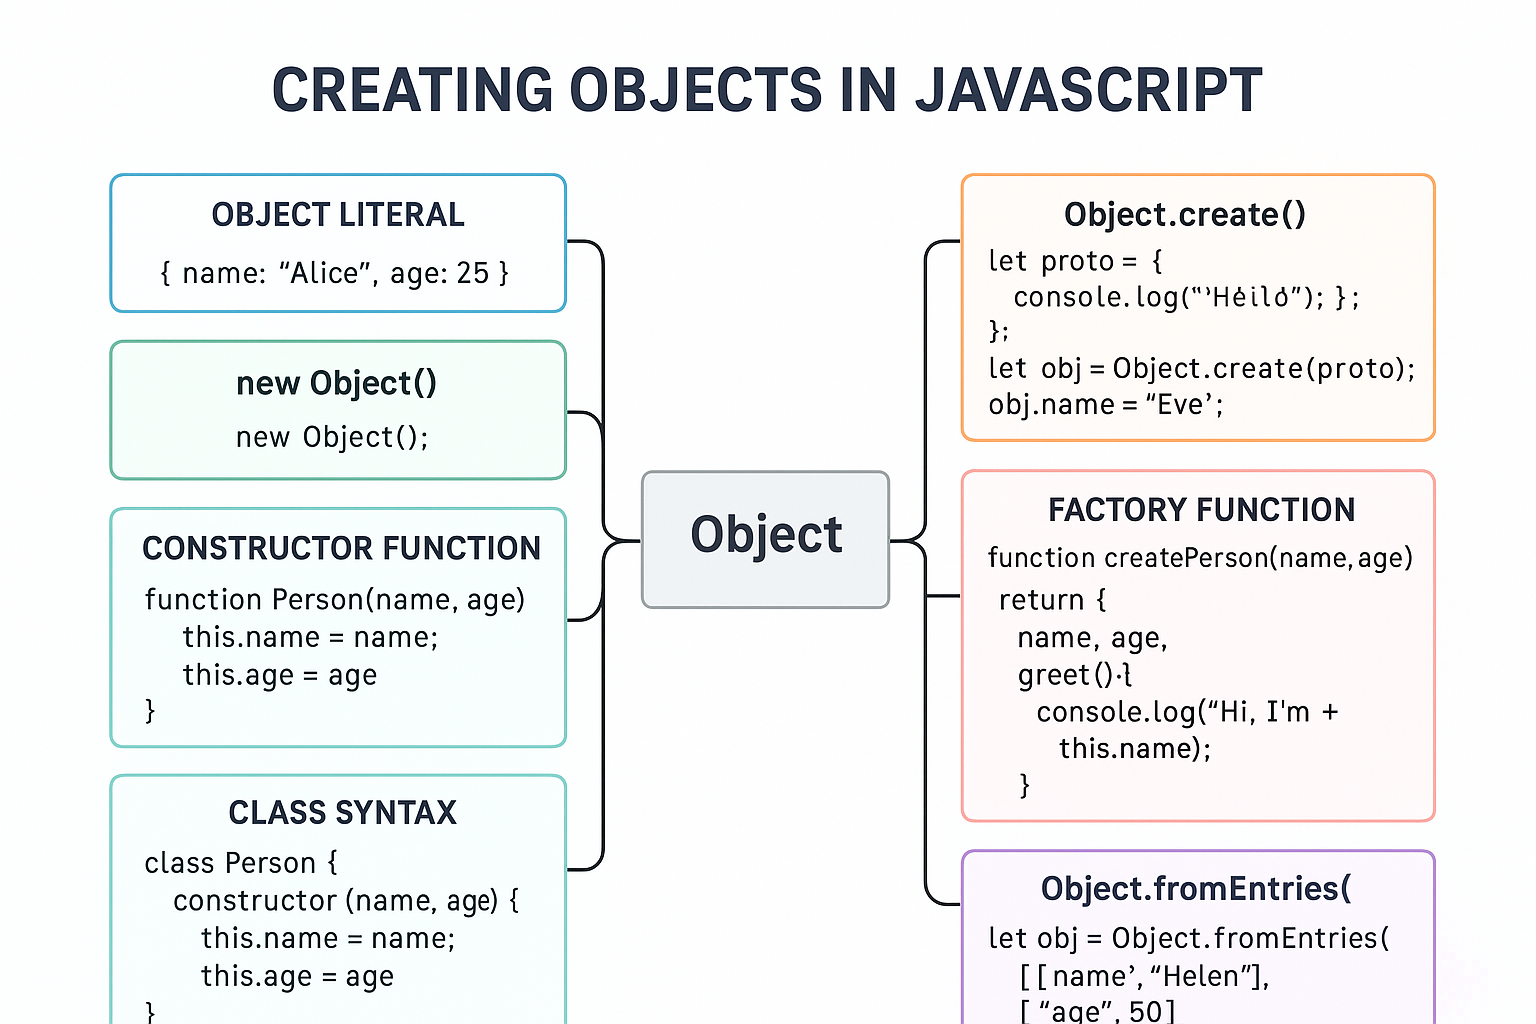 CREATING OBJECTS IN JAVASCRIPT
OBJECT LITERAL
{ name: “Alice”, age: 25 }
new Object()
new Object();
CONSTRUCTOR FUNCTION
function Person(name, age)
this.name = name;
this.age = age
}
CLASS SYNTAX
class Person {
constructor (name, age) {
this.name = name;
this.age = age
}
Object
Object.create()
let proto = {
console.log( ); };
};
let obj = Object.create(proto);
obj.name = “Eve’;
FACTORY FUNCTION
function createPerson(name, age)
return {
name, age,
greet() {
console.log(“Hi, I'm +
this.name);
}
Object.fromEntries(
let obj = Object.fromEntries(
[ [ name’, “Helen”],
[ “age”, 50]